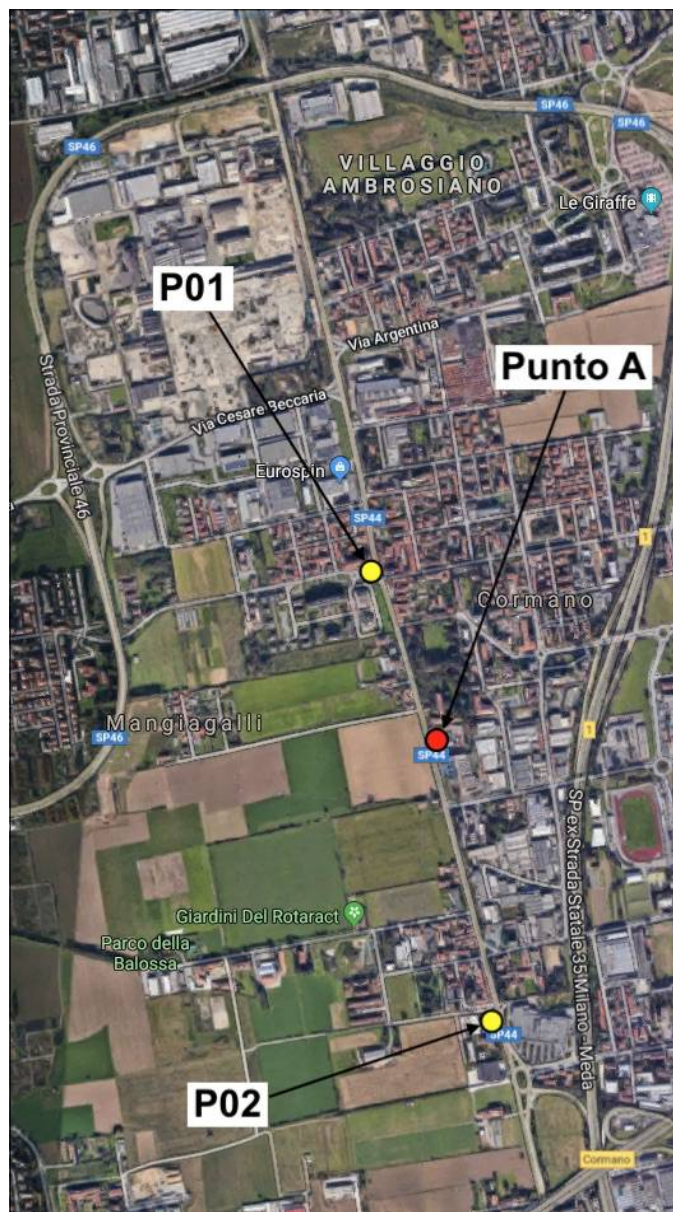 SP46
SP46
SP46
VILLAGGIO
AMBROSIANO
Le Giraffe
P01
Via Argentina
Punto A
Strada Provinciale 46
Via Cesare Beccaria
Eurospin
SP44
1
Cormano
Mangiagalli
SP46
1
SP44
SP ex Strada Statale 35 Milano - Meda
Giardini Del Rotaract
Parco della
Balossa
SP44
P02
Cormano